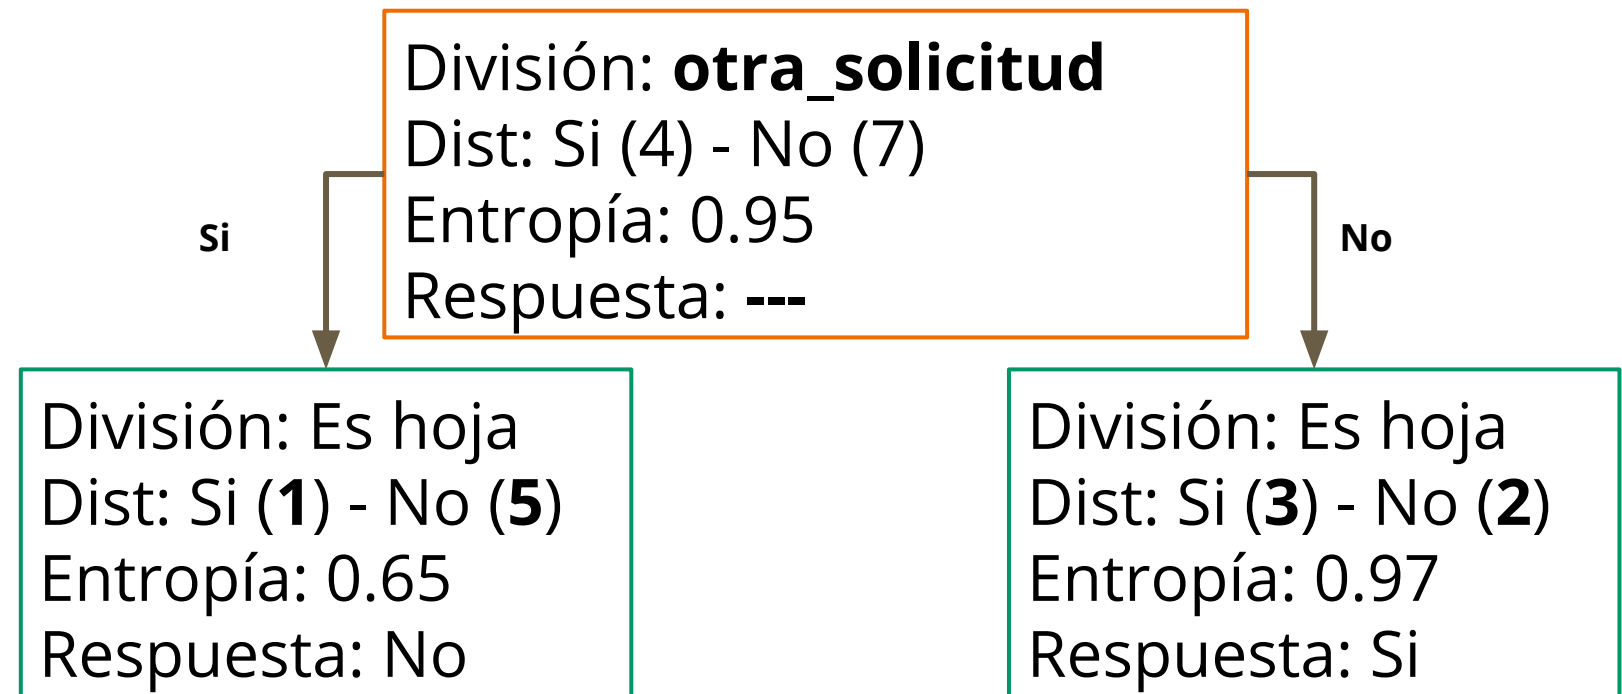 División: otra_solicitud
Dist: Si (4) - No (7)
Entropía: 0.95
Respuesta: ---
Si
No
División: Es hoja
Dist: Si (1) - No (5)
Entropía: 0.65
Respuesta: No
División: Es hoja
Dist: Si (3) - No (2)
Entropía: 0.97
Respuesta: Si